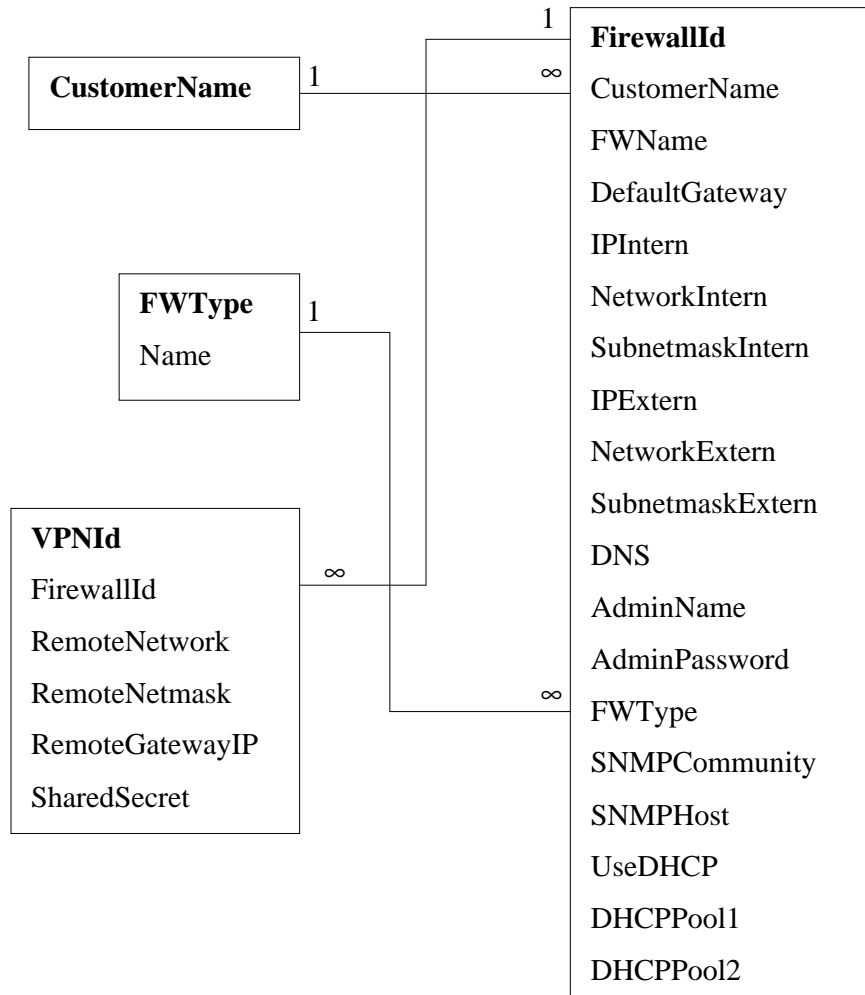 CustomerName
1
FWType
Name
1
VPNId
FirewallId
RemoteNetwork
RemoteNetmask
RemoteGatewayIP
SharedSecret
∞
1
∞
∞
FirewallId
CustomerName
FWName
DefaultGateway
IPIntern
NetworkIntern
SubnetmaskIntern
IPExtern
NetworkExtern
SubnetmaskExtern
DNS
AdminName
AdminPassword
FWType
SNMPCommunity
SNMPHost
UseDHCP
DHCPPool1
DHCPPool2